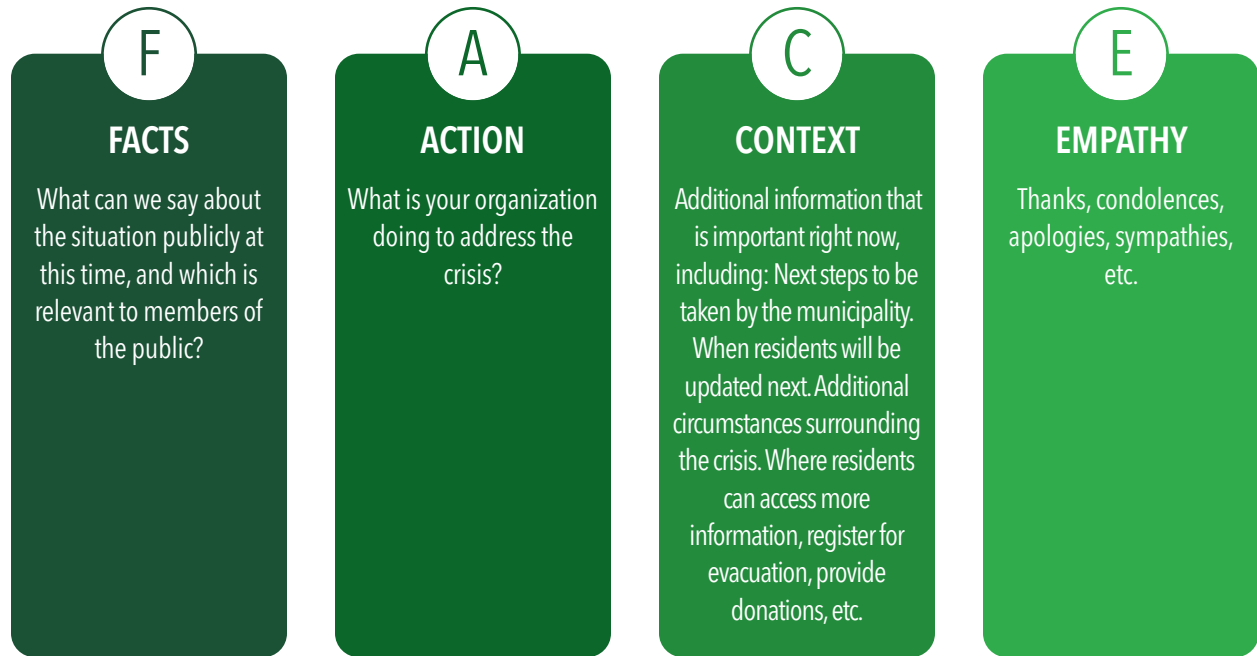 F
FACTS
What can we say about
the situation publicly at
this time, and which is
relevant to members of
the public?
A
ACTION
What is your organization
doing to address the
crisis?
C
CONTEXT
Additional information that
is important right now,
including: Next steps to be
taken by the municipality.
When residents will be
updated next. Additional
circumstances surrounding
the crisis. Where residents
can access more
information, register for
evacuation, provide
donations, etc.
E
EMPATHY
Thanks, condolences,
apologies, sympathies,
etc.